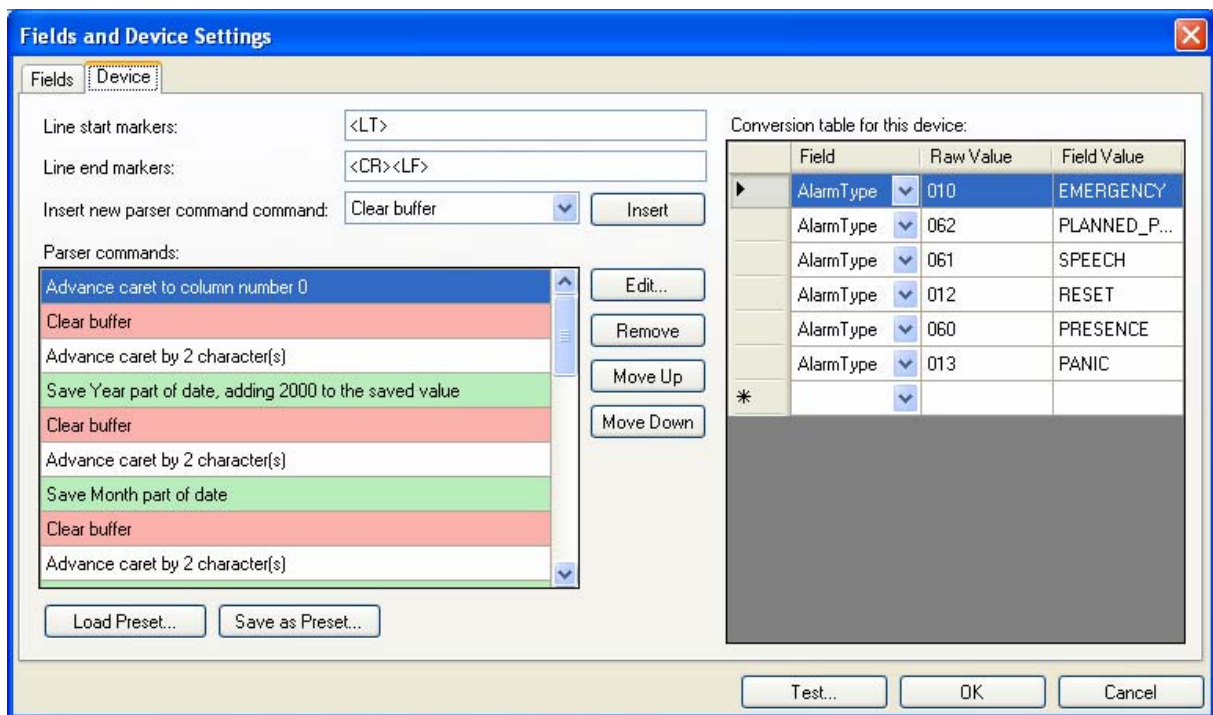 Fields and Device Settings
Fields Device
Line start markers: <LT>
Line end markers: <CR><LF>
Insert new parser command command: Clear buffer Insert
Parser commands:
Advance caret to column number 0
Clear buffer
Advance caret by 2 character(s)
Save Year part of date, adding 2000 to the saved value
Clear buffer
Advance caret by 2 character(s)
Save Month part of date
Clear buffer
Advance caret by 2 character(s)
Edit...
Remove
Move Up
Move Down
Load Preset... Save as Preset...
Conversion table for this device:
Field Raw Value Field Value
AlarmType 010 EMERGENCY
AlarmType 062 PLANNED_P...
AlarmType 061 SPEECH
AlarmType 012 RESET
AlarmType 060 PRESENCE
AlarmType 013 PANIC
Test... OK Cancel